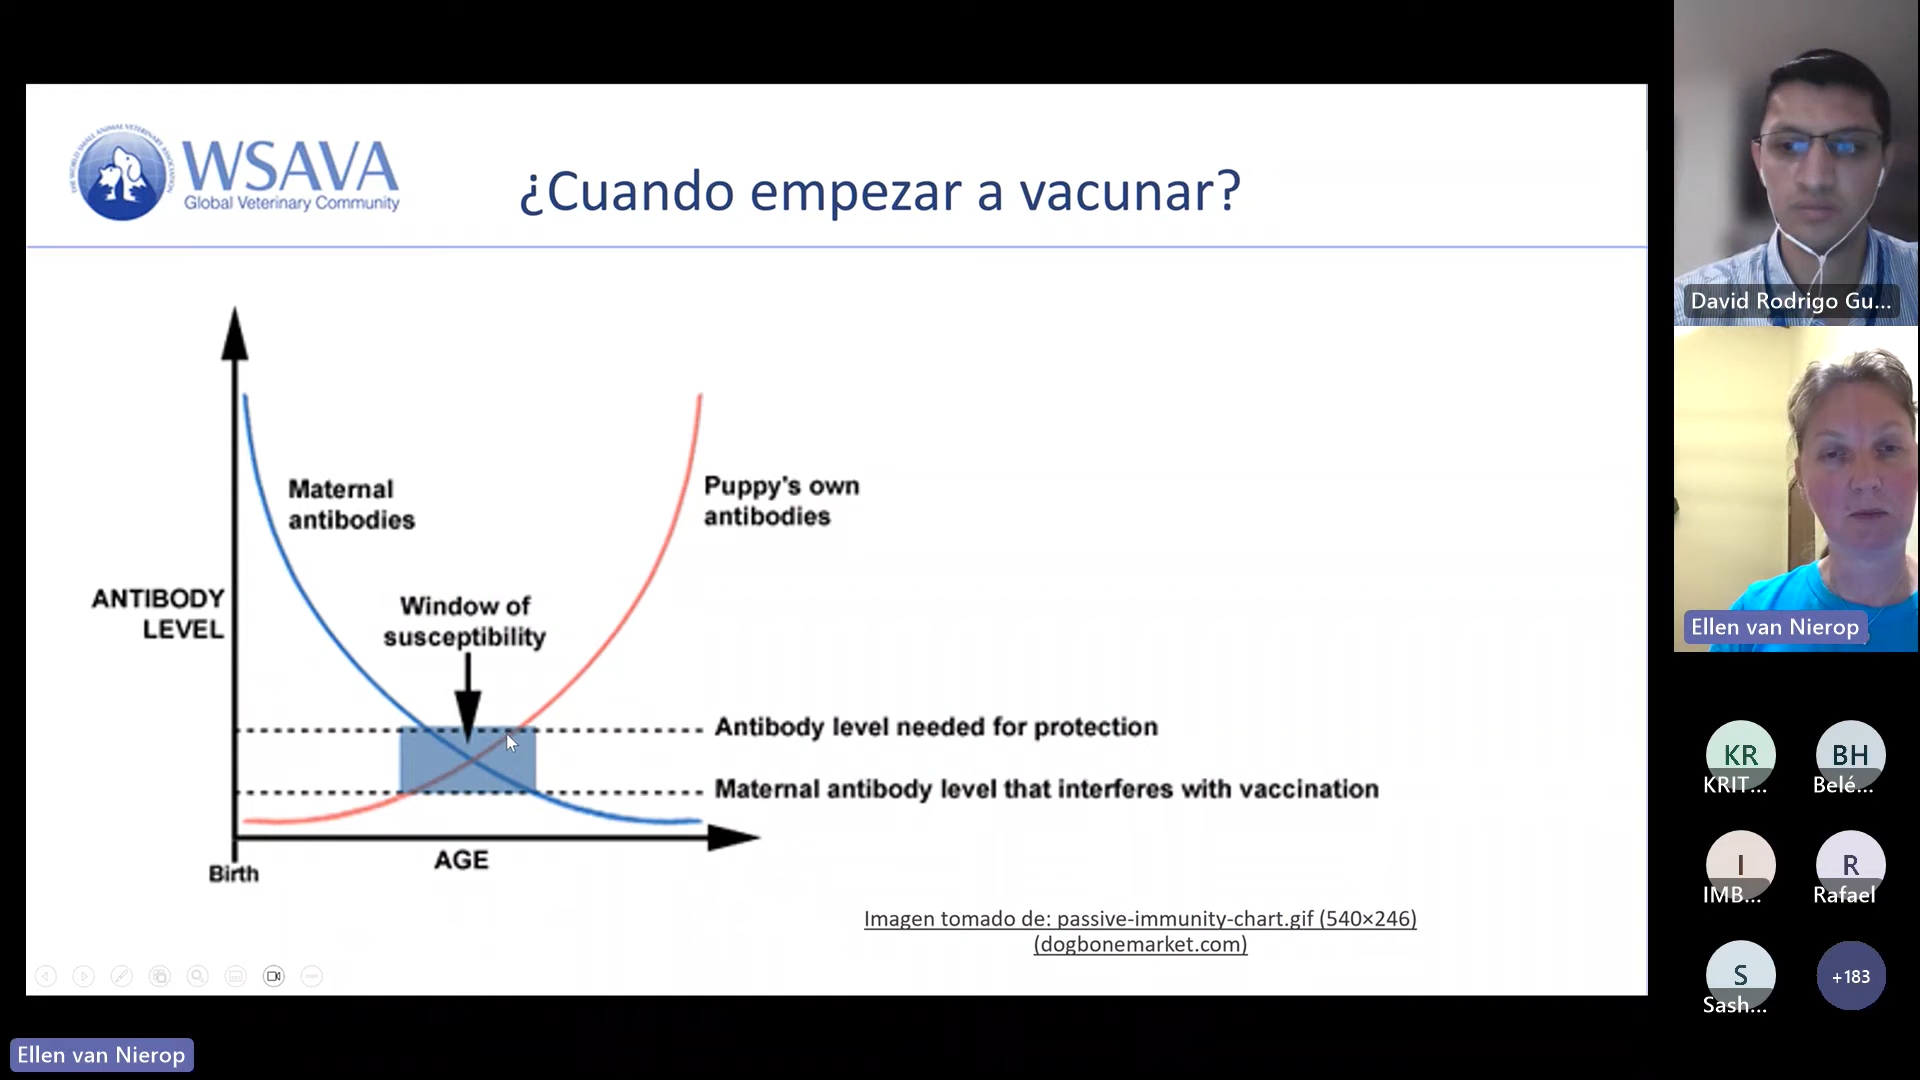 WSAVA
Global Veterinary Community
¿Cuando empezar a vacunar?
Maternal
antibodies
Puppy's own
antibodies
ANTIBODY
LEVEL
Window of
susceptibility
Antibody level needed for protection
Maternal antibody level that interferes with vaccination
AGE
Birth
Imagen tomado de: passive-immunity-chart.gif (540×246)
(dogbonemarket.com)
Ellen van Nierop
David Rodrigo Gu...
Ellen van Nierop
KR
KRIT...
BH
Belé...
I
IMB...
R
Rafael
S
Sash...
+183